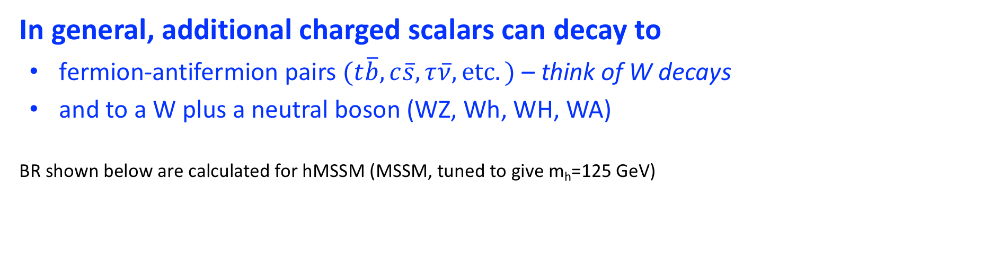 In general, additional charged scalars can decay to
• fermion-antifermion pairs (tb̅, cs̄, τν̄, etc.) – think of W decays
• and to a W plus a neutral boson (WZ, Wh, WH, WA)
BR shown below are calculated for hMSSM (MSSM, tuned to give mₕ=125 GeV)